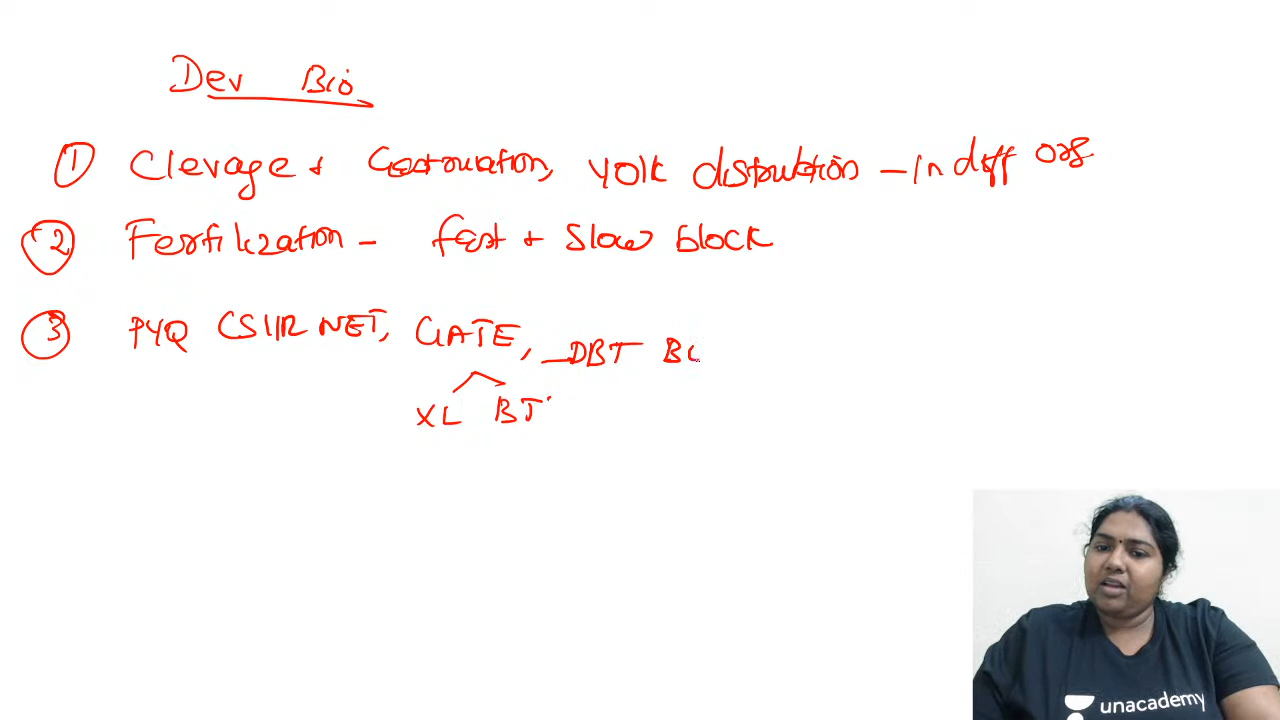 Dev Bio
1 Clevage + Gastrulation, Yolk distribution - In diff org
2 Fertilization - fast + slow block
3 PYQ CSIR NET, GATE, DBT BC
XL BT
unacademy